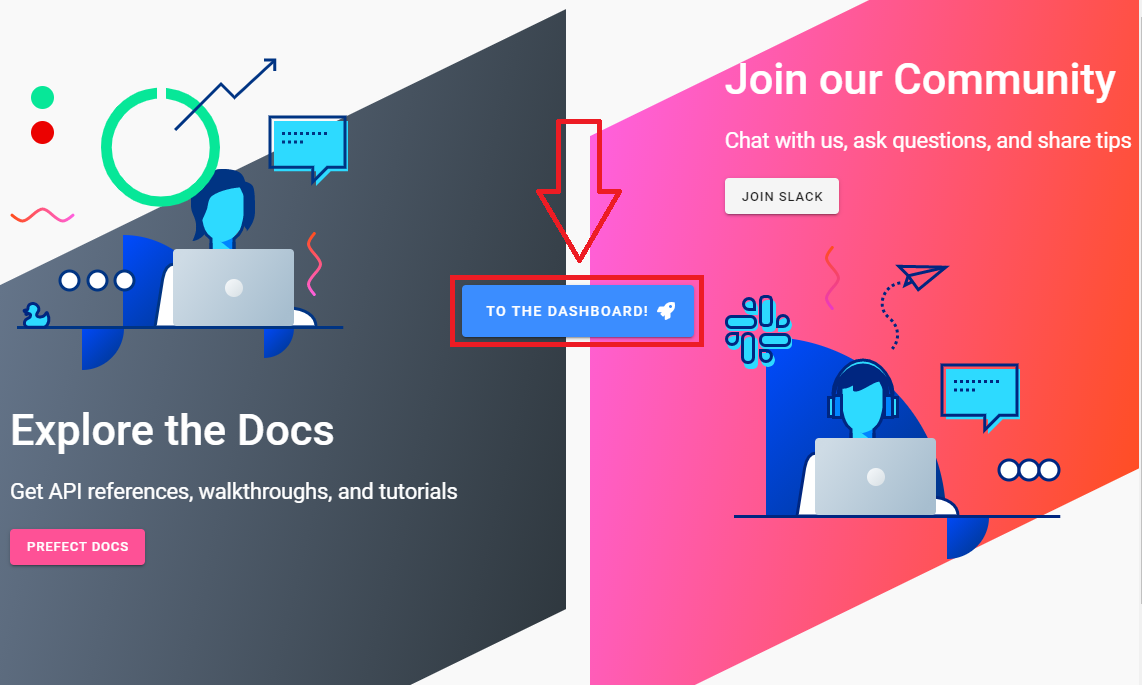 Join our Community
Chat with us, ask questions, and share tips
JOIN SLACK
TO THE DASHBOARD!
Explore the Docs
Get API references, walkthroughs, and tutorials
PREFECT DOCS